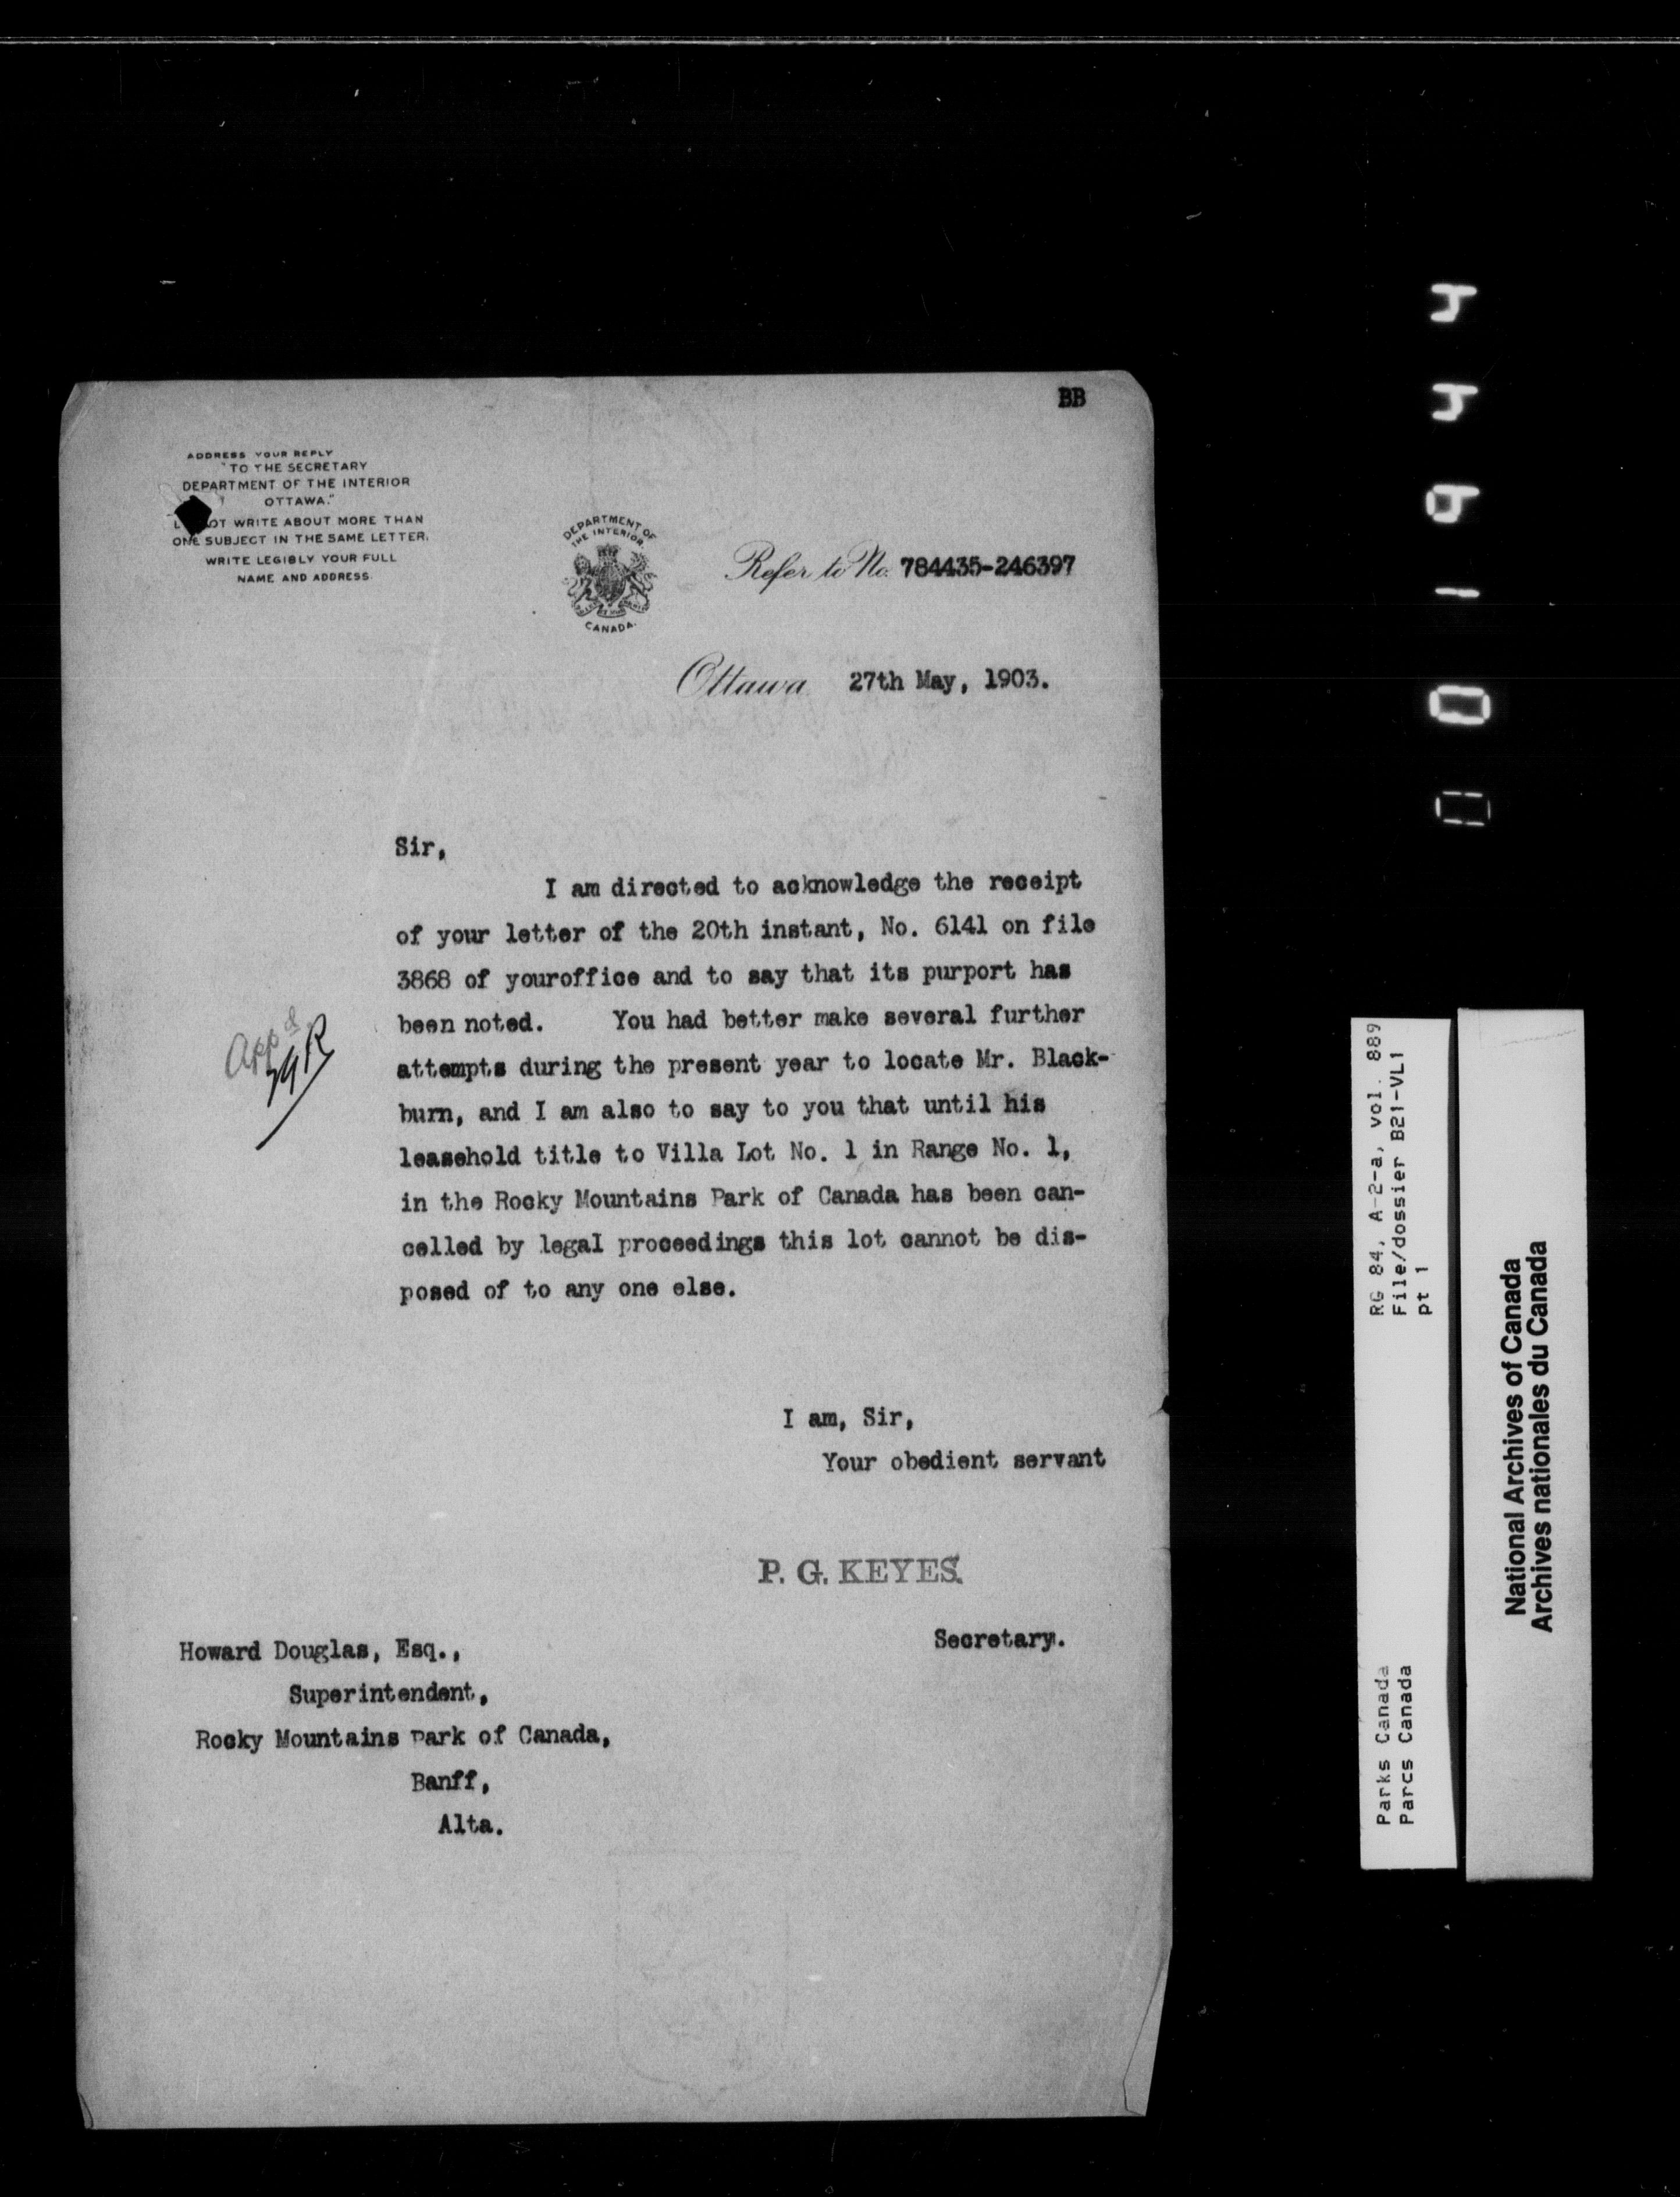 BB
ADDRESS YOUR REPLY
"TO THE SECRETARY
DEPARTMENT OF THE INTERIOR
OTTAWA."
OT WRITE ABOUT MORE THAN
ONE SUBJECT IN THE SAME LETTER.
WRITE LEGIBLY YOUR FULL
NAME AND ADDRESS.
DEPARTMENT OF
THE INTERIOR
CANADA.
Refer to No. 784435-246397
Ottawa 27th May, 1903.
Sir,
I am directed to acknowledge the receipt
of your letter of the 20th instant, No. 6141 on file
3868 of youroffice and to say that its purport has
been noted. You had better make several further
attempts during the present year to locate Mr. Black-
burn, and I am also to say to you that until his
leasehold title to Villa Lot No. 1 in Range No. 1,
in the Rocky Mountains Park of Canada has been can-
celled by legal proceedings this lot cannot be dis-
posed of to any one else.
App'd
I am, Sir,
Your obedient servant
P. G. KEYES.
Secretary.
Howard Douglas, Esq.,
Superintendent,
Rocky Mountains Park of Canada,
Banff,
Alta.
RG 84, A-2-a, vol. 889
File/dossier B21-VL1
pt 1
Parks Canada
Parcs Canada
National Archives of Canada
Archives nationales du Canada